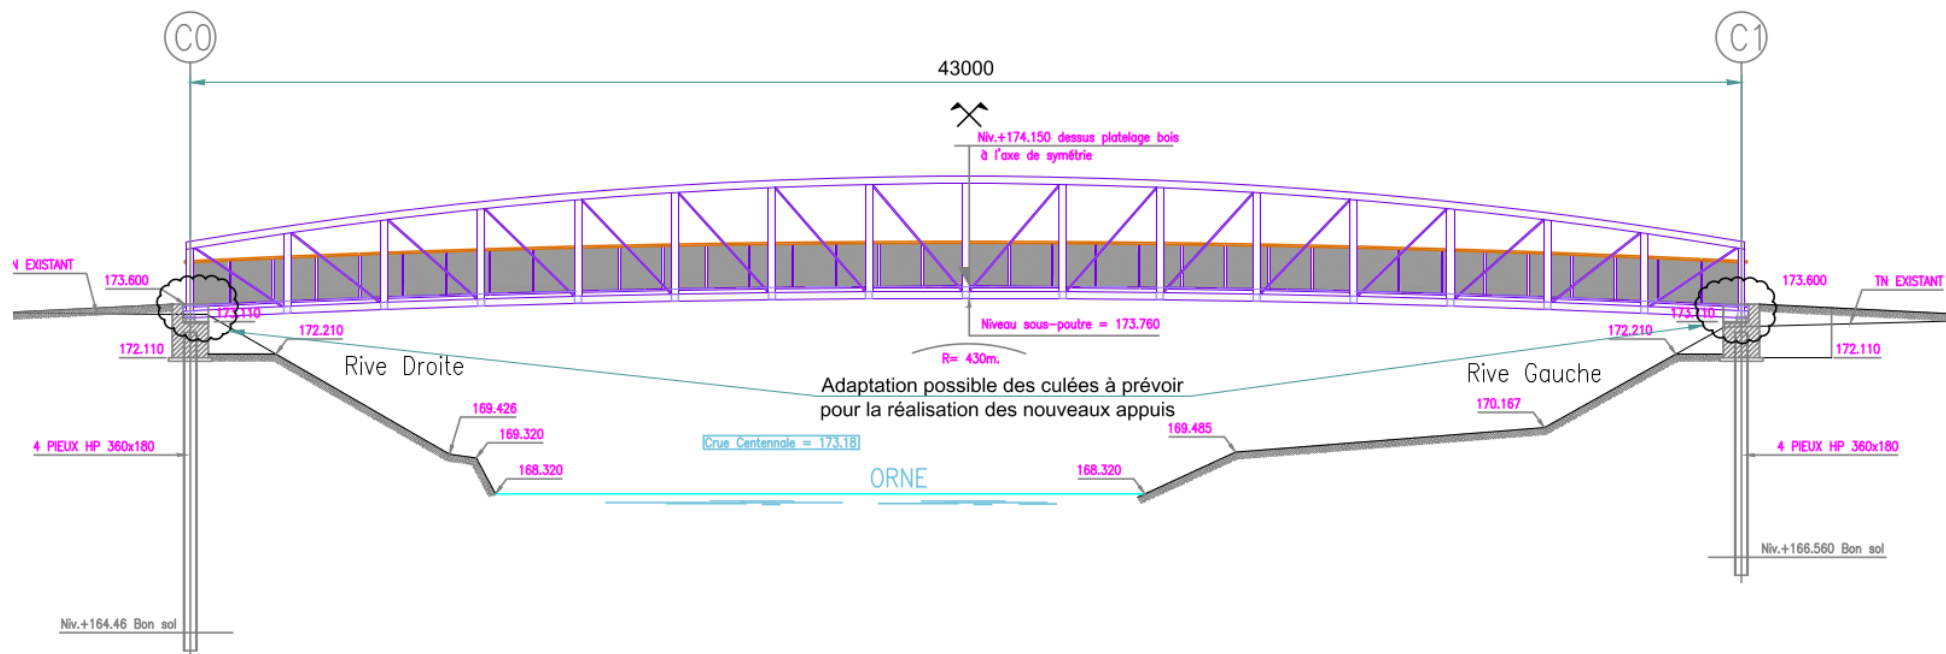 C0
C1
43000
Niv.+174.150 dessus platelage bois
à l'axe de symétrie
N EXISTANT
173.600
173.600
TN EXISTANT
173.110
172.210
Niveau sous-poutre = 173.760
172.210
172.110
172.110
R= 430m.
Rive Droite
Rive Gauche
Adaptation possible des culées à prévoir
pour la réalisation des nouveaux appuis
169.426
170.167
169.320
169.485
Crue Centennale = 173.18
4 PIEUX HP 360x180
4 PIEUX HP 360x180
168.320
ORNE
168.320
Niv.+166.560 Bon sol
Niv.+164.46 Bon sol